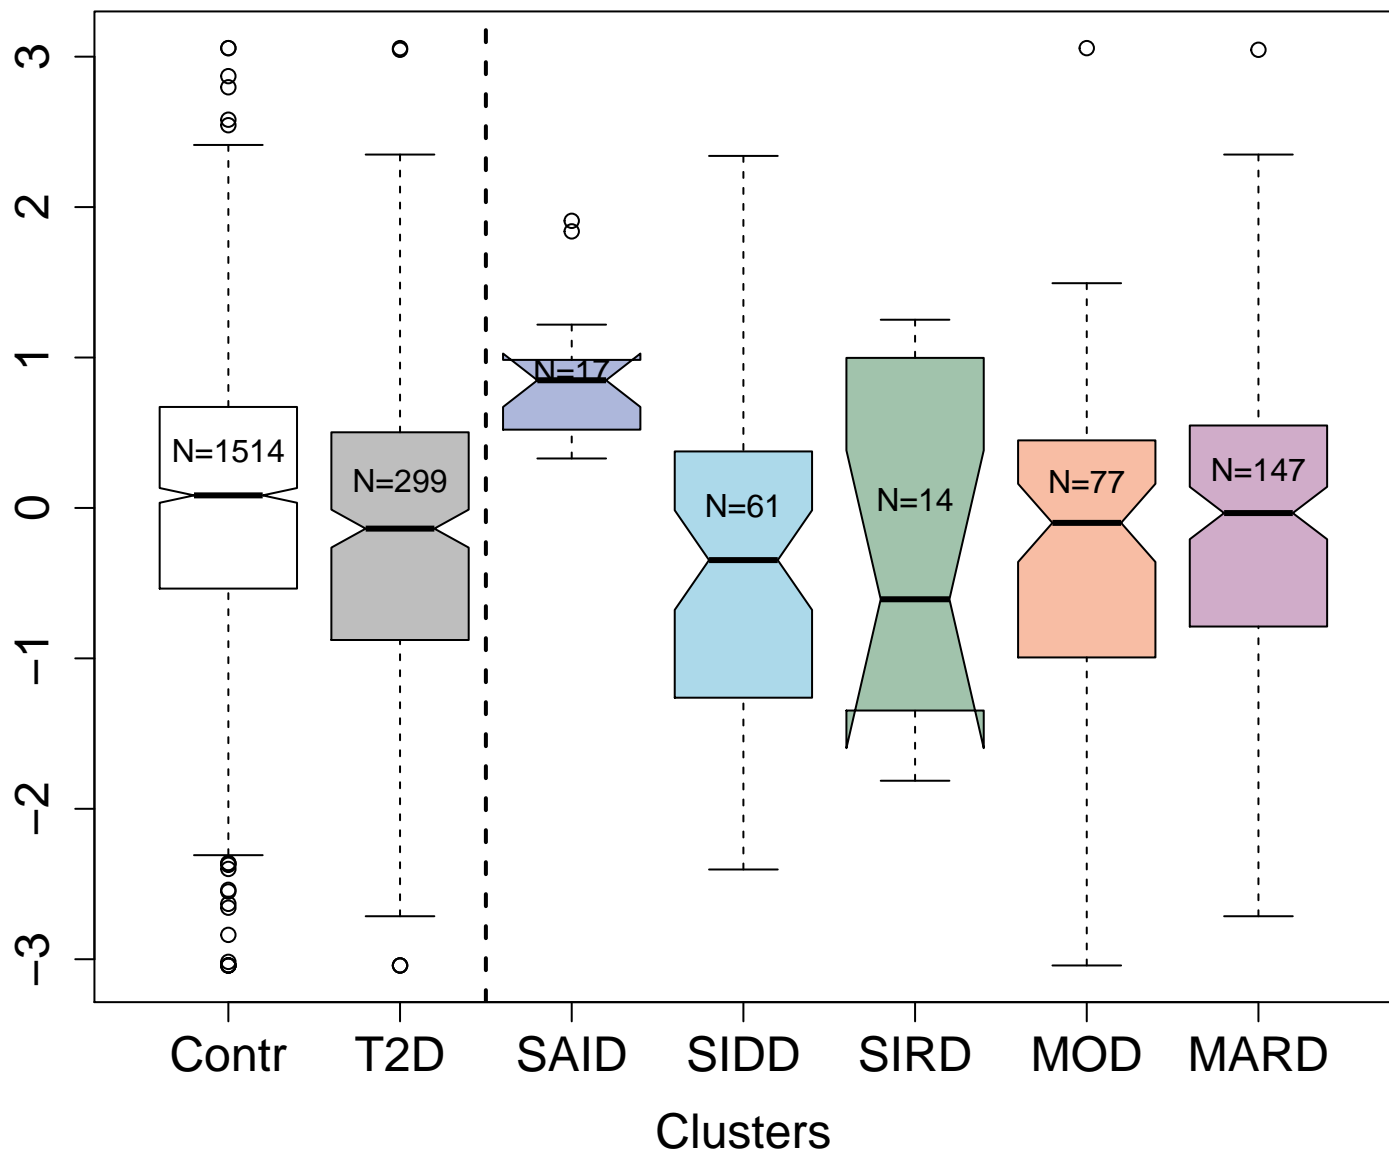 3
2
1
0
−1
−2
−3
N=1514
N=299
N=17
N=61
N=14
N=77
N=147
Contr T2D SAID SIDD SIRD MOD MARD
Clusters